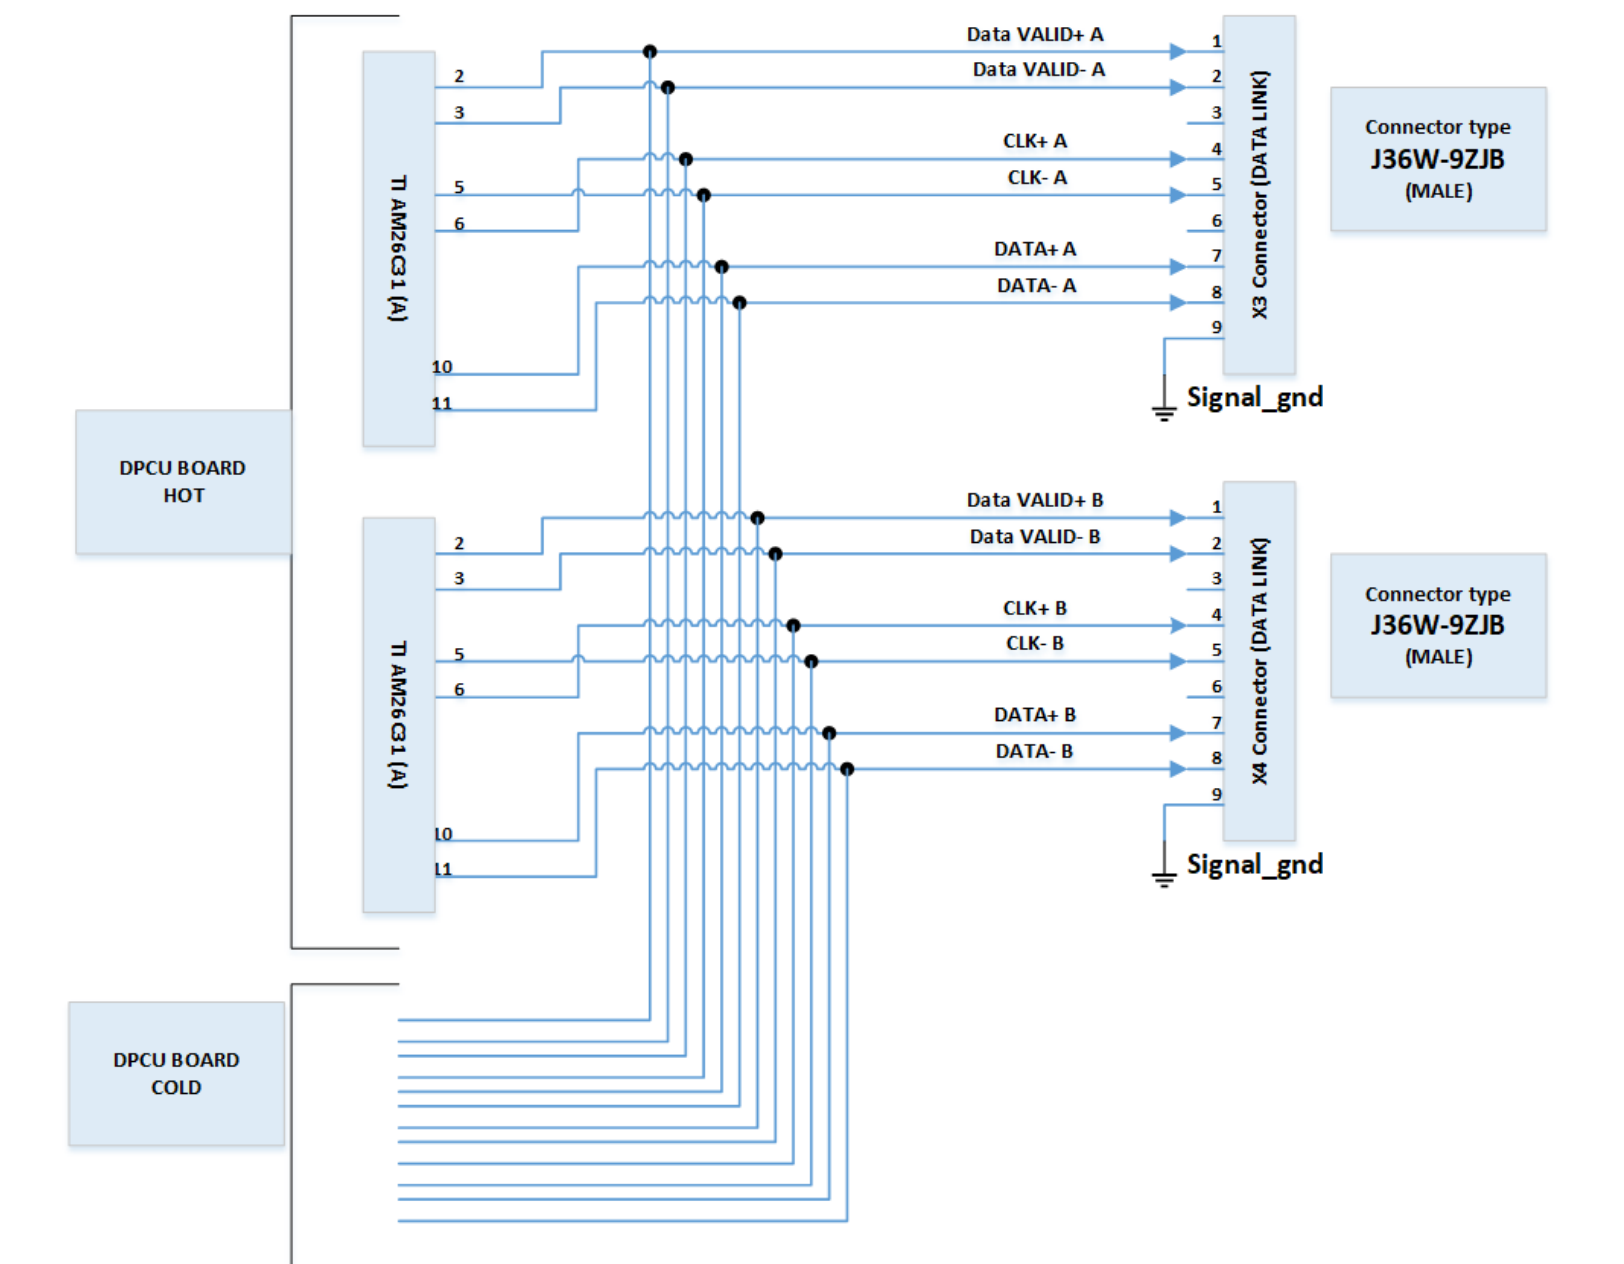 Data VALID+ A
Data VALID- A
CLK+ A
CLK- A
DATA+ A
DATA- A
2
3
5
6
10
11
TI AM26C31 (A)
1
2
3
4
5
6
7
8
9
X3 Connector (DATA LINK)
Connector type
J36W-9ZJB
(MALE)
Signal_gnd
DPCU BOARD
HOT
Data VALID+ B
Data VALID- B
CLK+ B
CLK- B
DATA+ B
DATA- B
2
3
5
6
10
11
TI AM26C31 (A)
1
2
3
4
5
6
7
8
9
X4 Connector (DATA LINK)
Connector type
J36W-9ZJB
(MALE)
Signal_gnd
DPCU BOARD
COLD